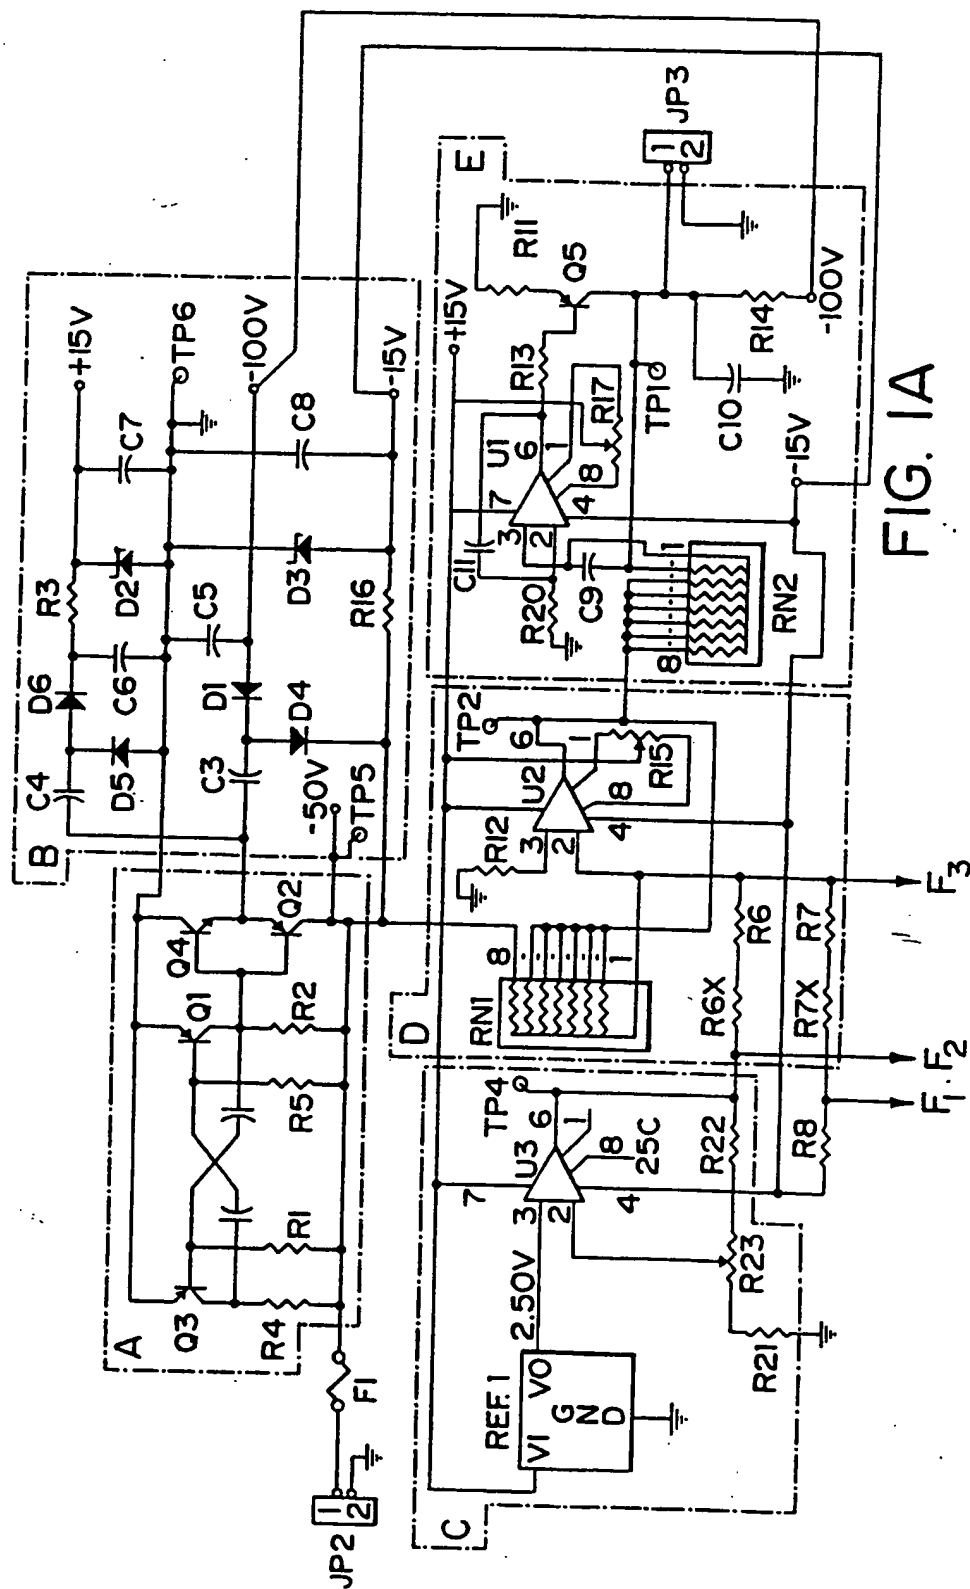 JP2
1
2
F1
A
Q3
R4
R1
R5
R2
Q1
Q4
Q2
B
C4
D6
R3
+15V
D5
C6
D2
C7
TP6
C3
D1
C5
-100V
D4
D3
C8
-50V
TP5
R16
-15V
C
REF.1
VI
VO
GND
2.50V
3
2
7
U3
6
1
8
4
25C
TP4
R21
R23
R22
R8
D
RN1
8
1
R12
3
2
U2
6
1
8
4
TP2
R15
R6X
R6
R7X
R7
F1
F2
F3
E
+15V
C11
3
2
7
U1
6
1
8
4
R20
C9
R13
R17
R11
Q5
TP1
8
1
RN2
C10
R14
-15V
-100V
JP3
1
2
FIG. 1A